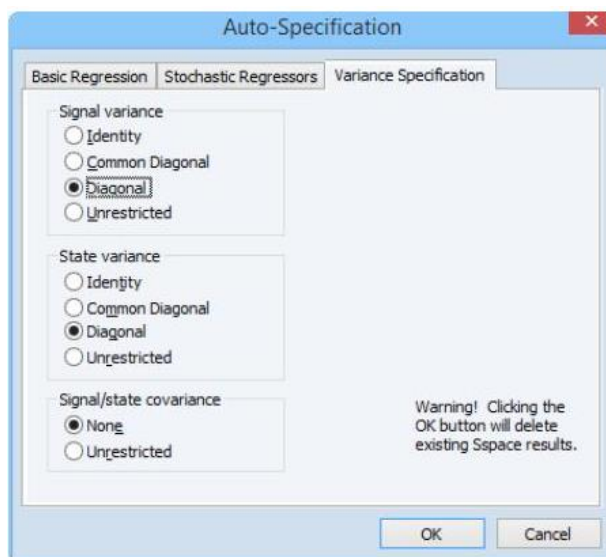 Auto-Specification
Basic Regression Stochastic Regressors Variance Specification
Signal variance
Identity
Common Diagonal
Diagonal
Unrestricted
State variance
Identity
Common Diagonal
Diagonal
Unrestricted
Signal/state covariance
None
Unrestricted
Warning! Clicking the
OK button will delete
existing Sspace results.
OK Cancel